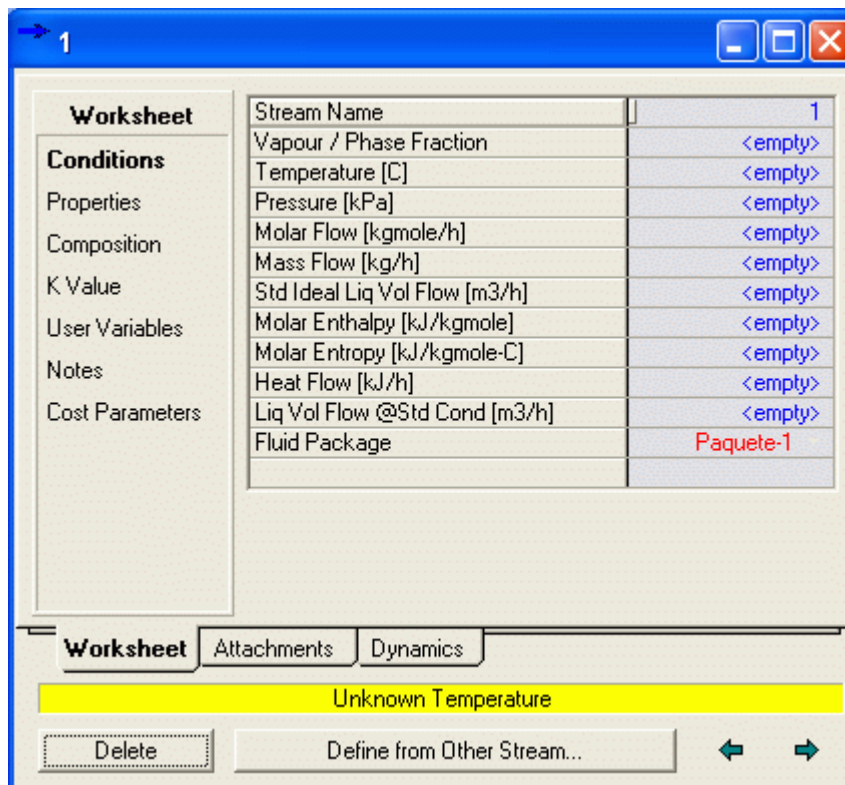 1
Worksheet
Conditions
Properties
Composition
K Value
User Variables
Notes
Cost Parameters
Stream Name 1
Vapour / Phase Fraction <empty>
Temperature [C] <empty>
Pressure [kPa] <empty>
Molar Flow [kgmole/h] <empty>
Mass Flow [kg/h] <empty>
Std Ideal Liq Vol Flow [m3/h] <empty>
Molar Enthalpy [kJ/kgmole] <empty>
Molar Entropy [kJ/kgmole-C] <empty>
Heat Flow [kJ/h] <empty>
Liq Vol Flow @Std Cond [m3/h] <empty>
Fluid Package Paquete-1
Worksheet Attachments Dynamics
Unknown Temperature
Delete Define from Other Stream...